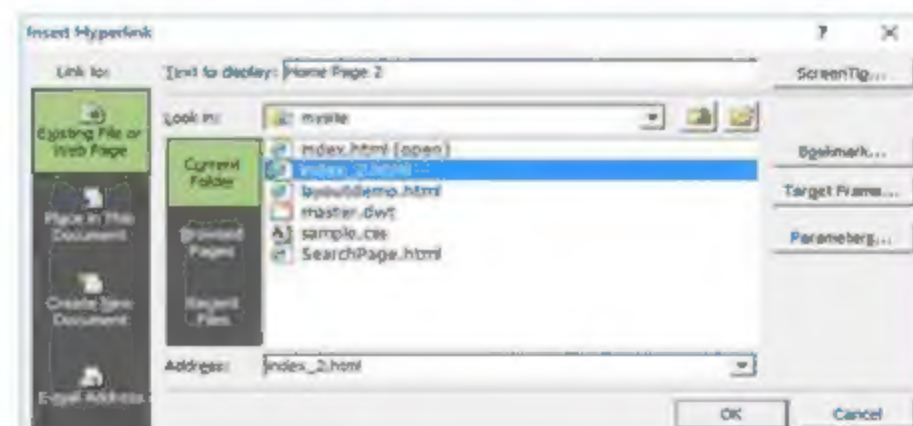 Insert Hyperlink
?
Link to:
Text to display: Home Page 2
ScreenTip...
Existing File or
Web Page
Look in: mysite
Current
Folder
index.html (open)
index_2.html
layoutdemo.html
master.dwt
sample.css
SearchPage.html
Bookmark...
Target Frame...
Parameters...
Place in This
Document
Browsed
Pages
Create New
Document
Recent
Files
Address: index_2.html
E-mail Address
OK
Cancel